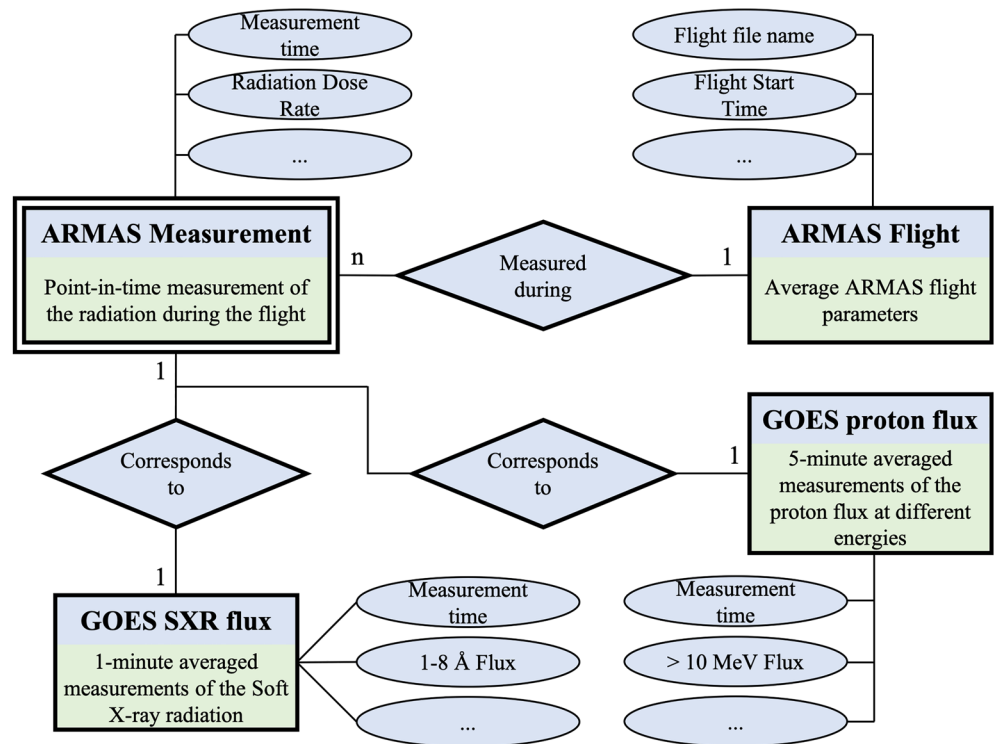 Measurement
time
Radiation Dose
Rate
...
Flight file name
Flight Start
Time
...
ARMAS Measurement
Point-in-time measurement of
the radiation during the flight
n
Measured
during
1
ARMAS Flight
Average ARMAS flight
parameters
1
Corresponds
to
Corresponds
to
1
GOES proton flux
5-minute averaged
measurements of the
proton flux at different
energies
1
GOES SXR flux
1-minute averaged
measurements of the Soft
X-ray radiation
Measurement
time
1-8 Å Flux
...
Measurement
time
> 10 MeV Flux
...